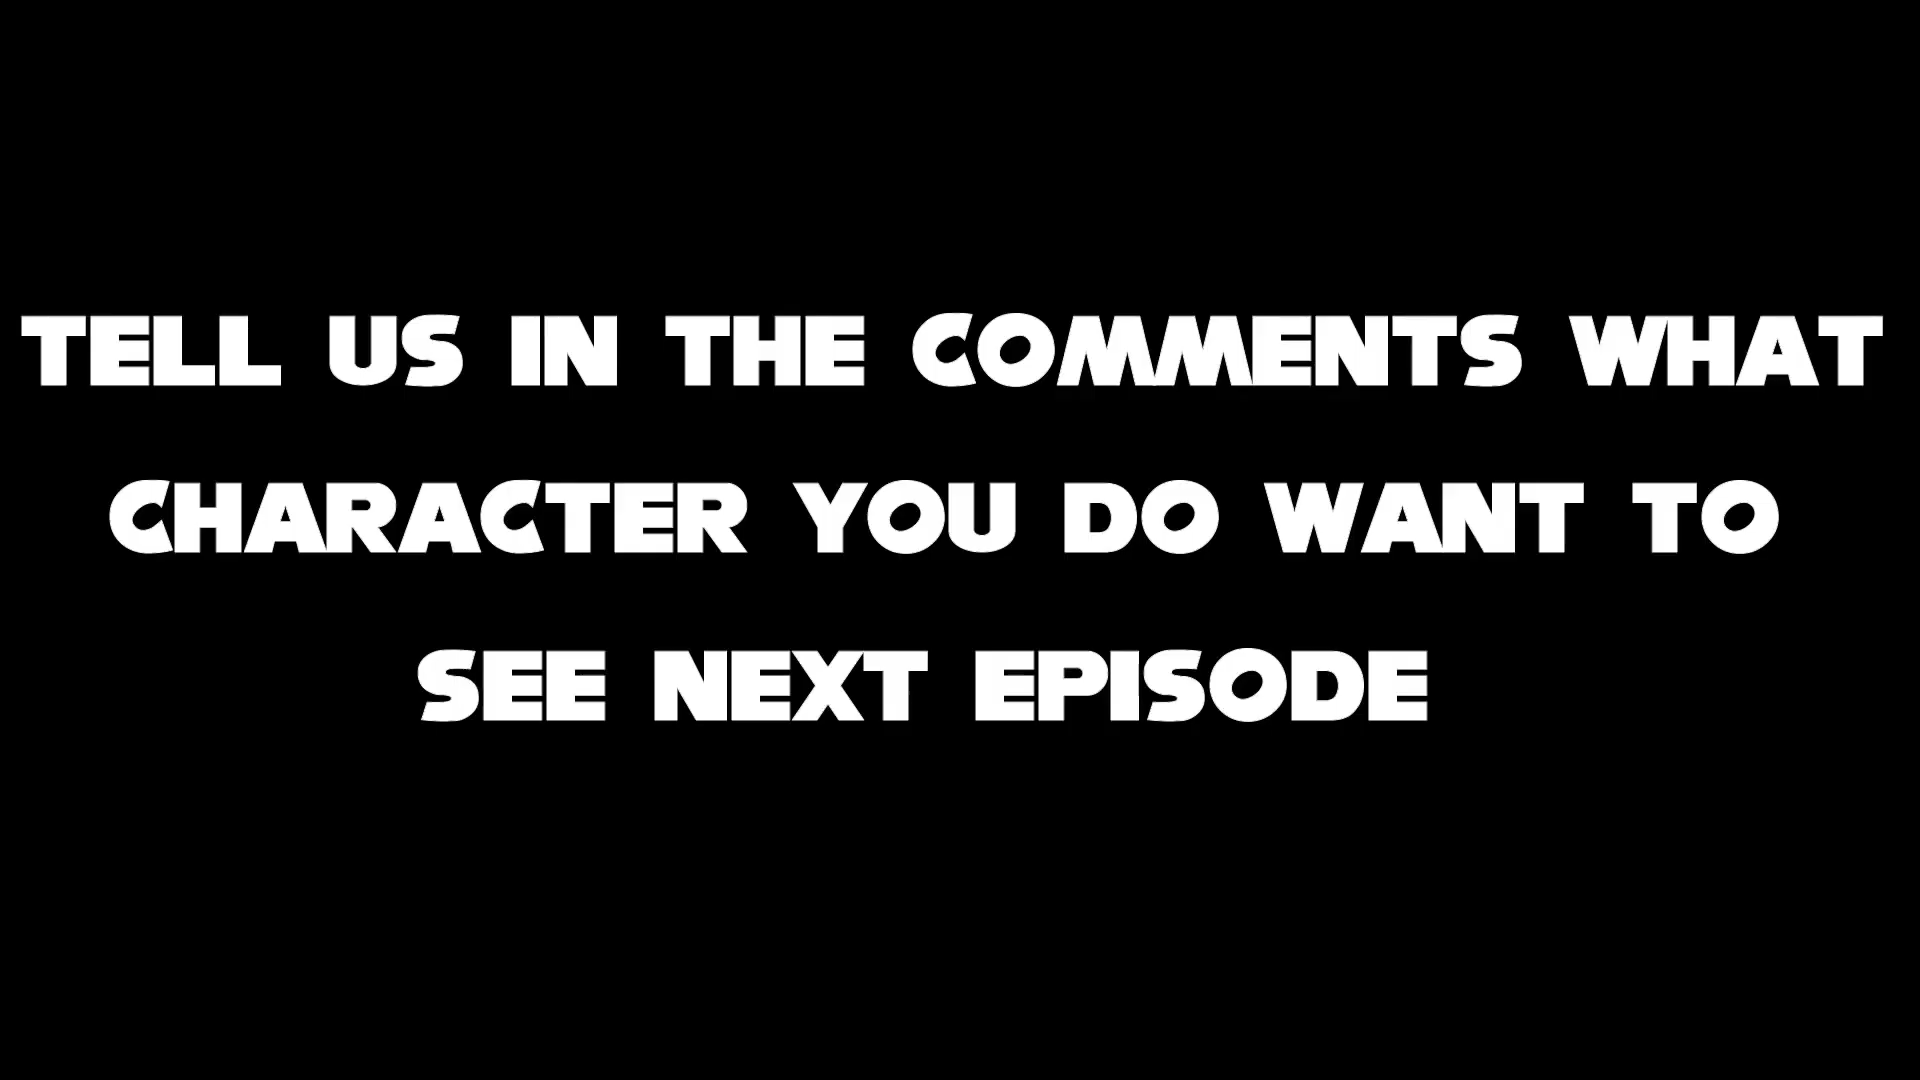 TELL US IN THE COMMENTS WHAT
CHARACTER YOU DO WANT TO
SEE NEXT EPISODE